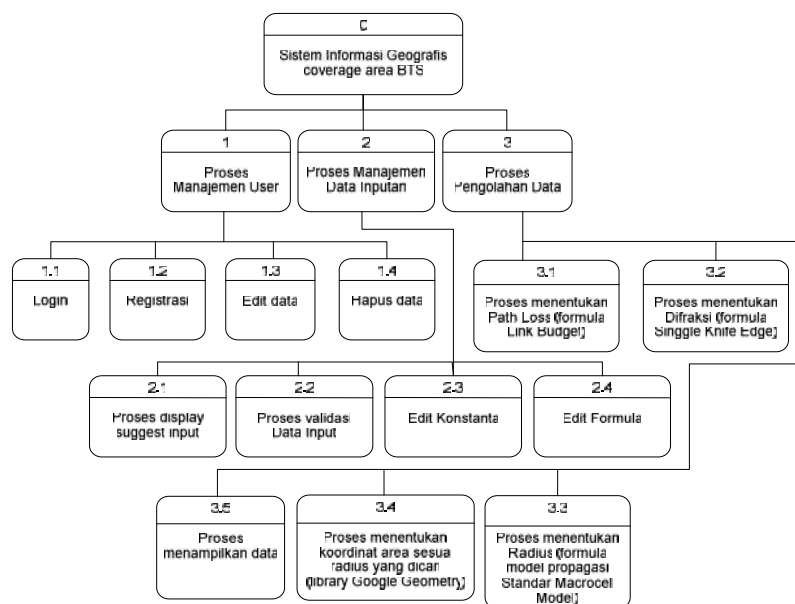 0
Sistem Informasi Geografis
coverage area BTS
1
Proses
Manajemen User
2
Proses Manajemen
Data Inputan
3
Proses
Pengolahan Data
1.1
Login
1.2
Registrasi
1.3
Edit data
1.4
Hapus data
3.1
Proses menentukan
Path Loss (formula
Link Budget)
3.2
Proses menentukan
Difraksi (formula
Singgle Knife Edge)
2.1
Proses display
suggest input
2.2
Proses validasi
Data Input
2.3
Edit Konstanta
2.4
Edit Formula
3.5
Proses
menampilkan data
3.4
Proses menentukan
koordinat area sesua
radius yang dicari
(library Google Geometry)
3.3
Proses menentukan
Radius (formula
model propagasi
Standar Macrocel
Model)